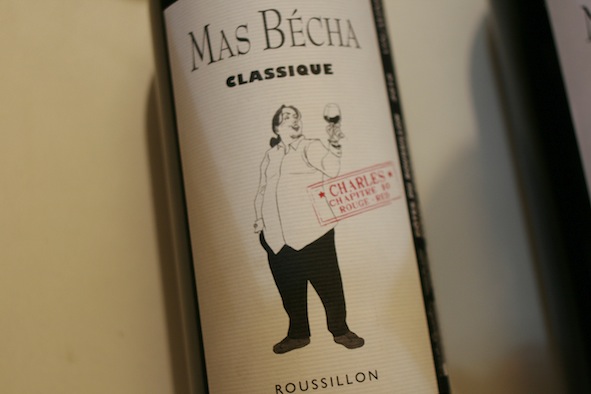 MAS BÉCHA
CLASSIQUE
★ CHARLES ★
CHAPITRE 10
ROUGE - RED
ROUSSILLON